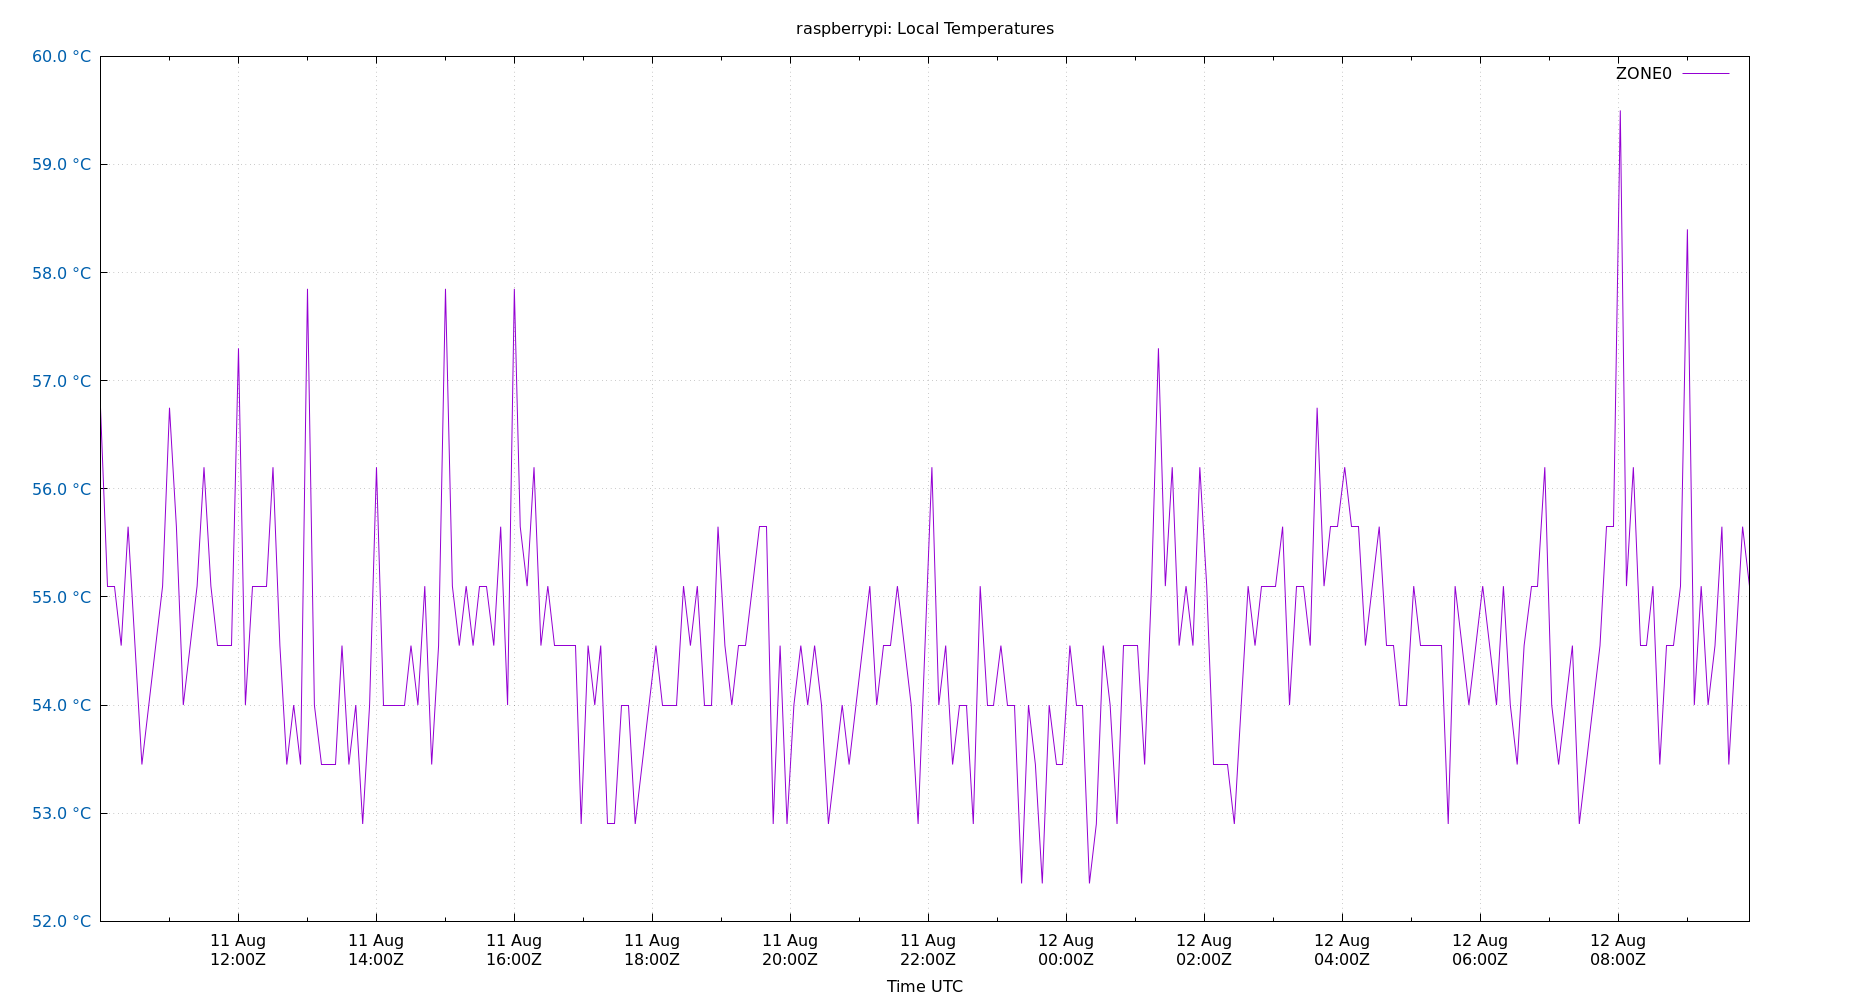 raspberrypi: Local Temperatures
60.0 °C
59.0 °C
58.0 °C
57.0 °C
56.0 °C
55.0 °C
54.0 °C
53.0 °C
52.0 °C
ZONE0
11 Aug
12:00Z
11 Aug
14:00Z
11 Aug
16:00Z
11 Aug
18:00Z
11 Aug
20:00Z
11 Aug
22:00Z
12 Aug
00:00Z
12 Aug
02:00Z
12 Aug
04:00Z
12 Aug
06:00Z
12 Aug
08:00Z
Time UTC